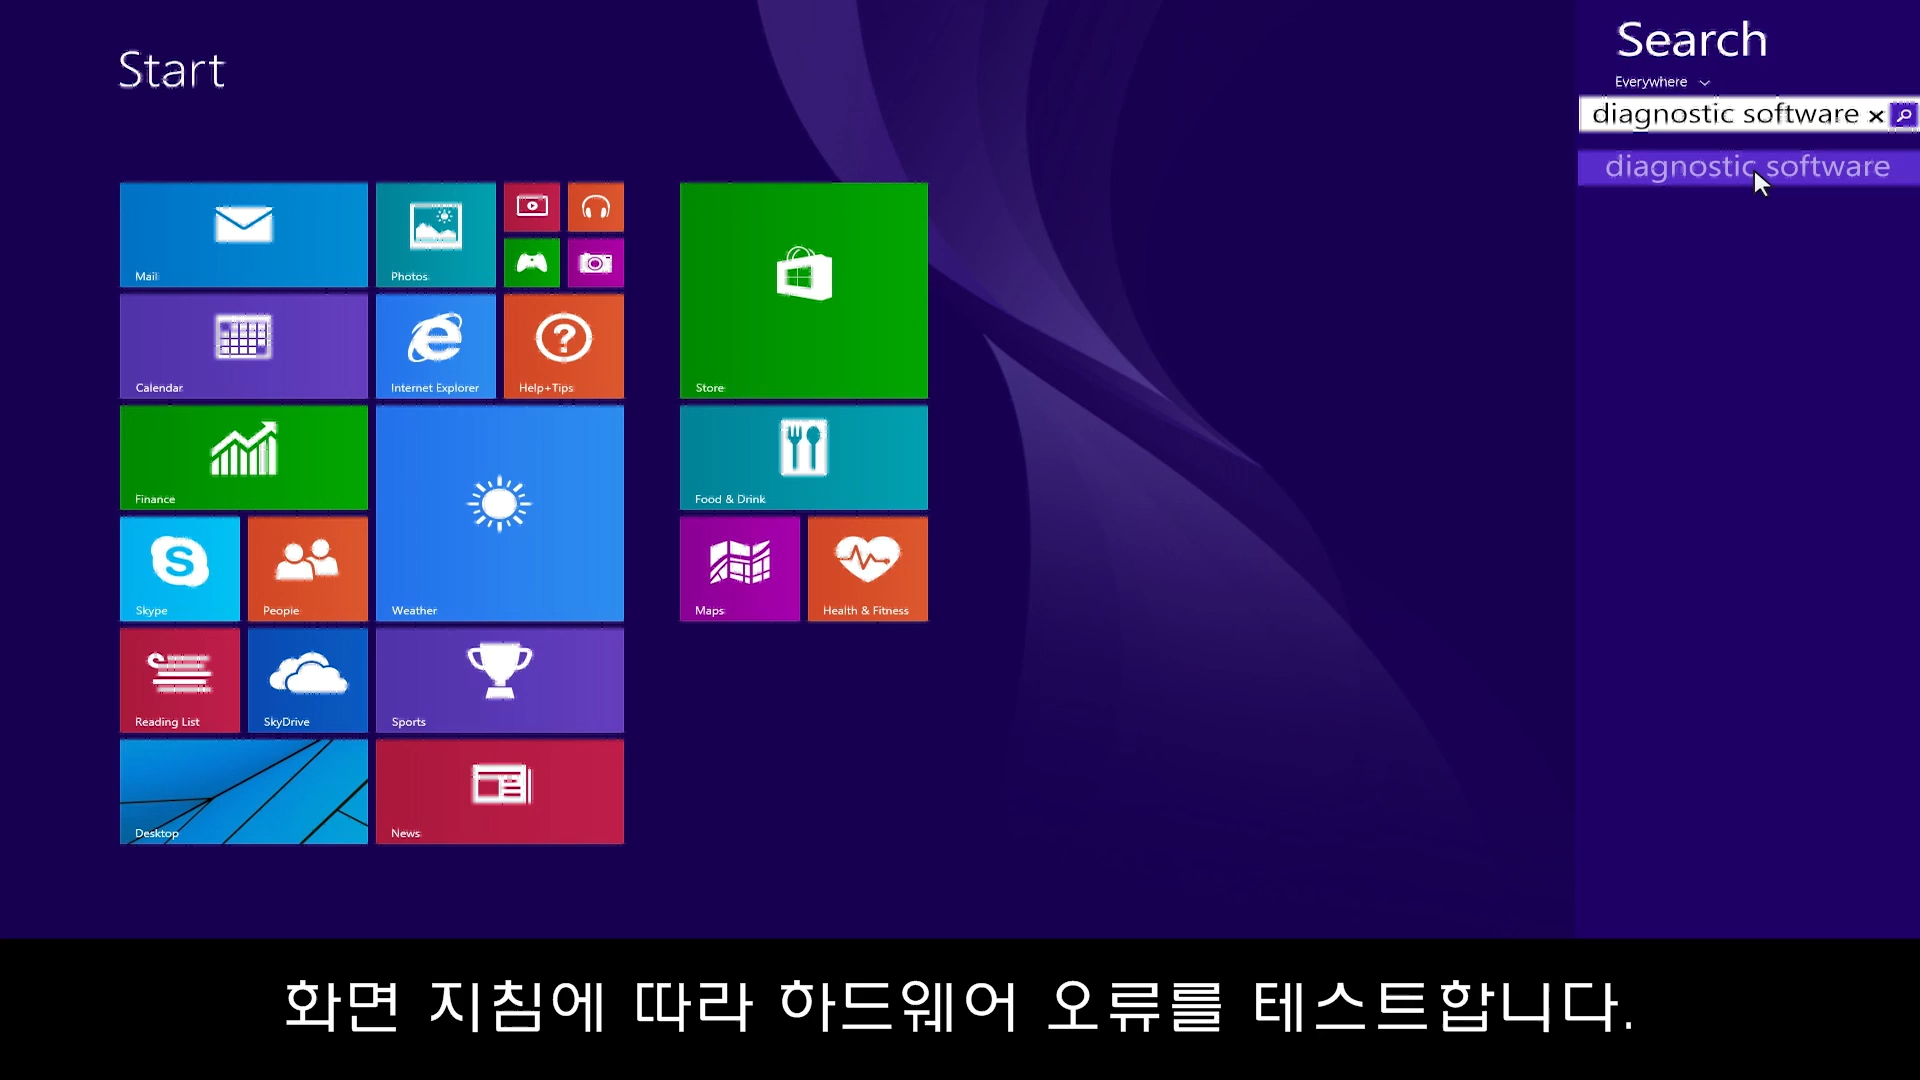 Start
Search
Everywhere
diagnostic software
diagnostic software
Mail
Photos
Calendar
Internet Explorer
Help+Tips
Store
Finance
Weather
Food & Drink
Skype
People
Maps
Health & Fitness
Reading List
SkyDrive
Sports
Desktop
News
화면 지침에 따라 하드웨어 오류를 테스트합니다.